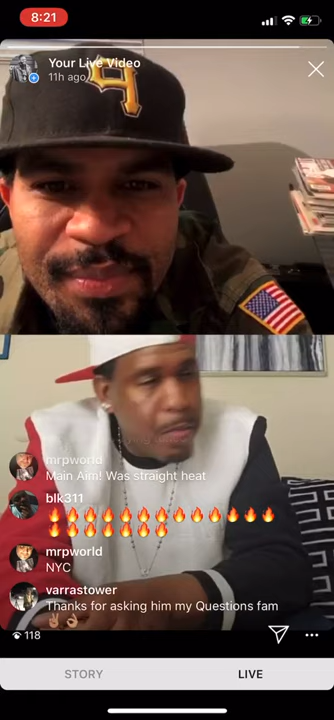 8:21
Your Live Video
11h ago
P
mrpworld
Main Aim! Was straight heat
blk311
🔥🔥🔥🔥🔥🔥🔥🔥🔥🔥🔥🔥🔥
🔥🔥🔥🔥🔥🔥🔥
mrpworld
NYC
varrastower
Thanks for asking him my Questions fam
✌🏽👌🏽
118
STORY
LIVE